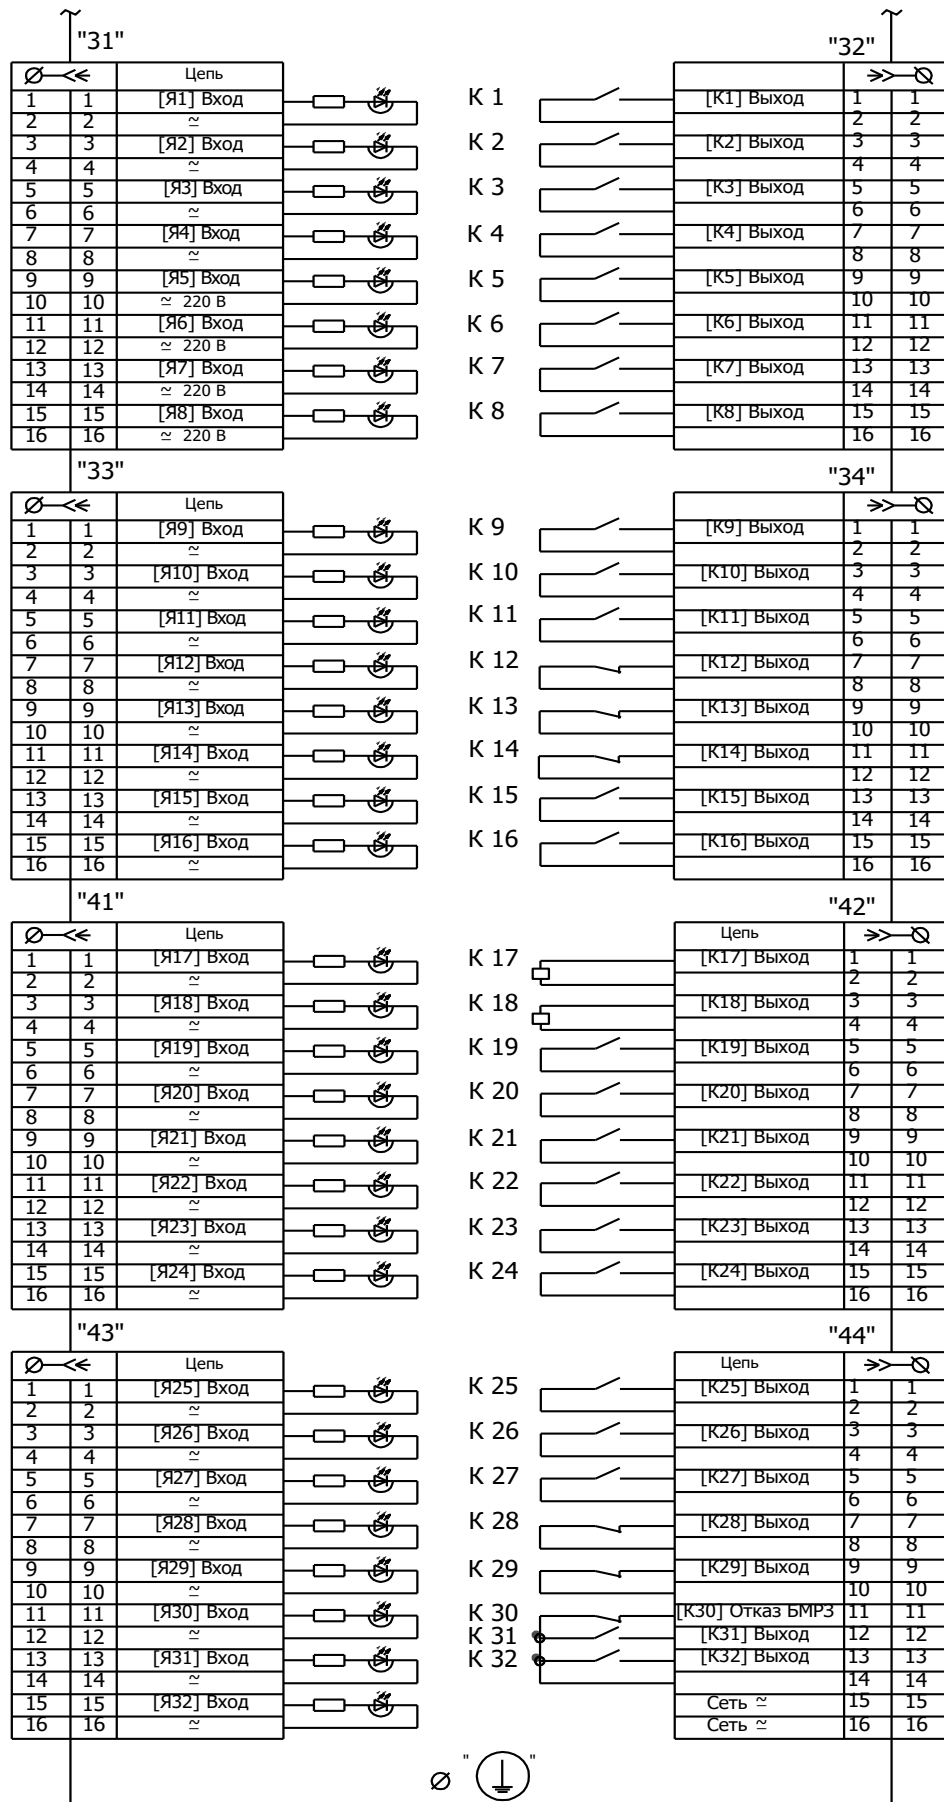 "31" "32"
Цепь
1 1 [Я1] Вход К 1 [К1] Выход 1 1
2 2 ~ 2 2
3 3 [Я2] Вход К 2 [К2] Выход 3 3
4 4 ~ 4 4
5 5 [Я3] Вход К 3 [К3] Выход 5 5
6 6 ~ 6 6
7 7 [Я4] Вход К 4 [К4] Выход 7 7
8 8 ~ 8 8
9 9 [Я5] Вход К 5 [К5] Выход 9 9
10 10 ≃ 220 В 10 10
11 11 [Я6] Вход К 6 [К6] Выход 11 11
12 12 ≃ 220 В 12 12
13 13 [Я7] Вход К 7 [К7] Выход 13 13
14 14 ≃ 220 В 14 14
15 15 [Я8] Вход К 8 [К8] Выход 15 15
16 16 ≃ 220 В 16 16
"33" "34"
Цепь
1 1 [Я9] Вход К 9 [К9] Выход 1 1
2 2 ≃ 2 2
3 3 [Я10] Вход К 10 [К10] Выход 3 3
4 4 ≃ 4 4
5 5 [Я11] Вход К 11 [К11] Выход 5 5
6 6 ≃ 6 6
7 7 [Я12] Вход К 12 [К12] Выход 7 7
8 8 ≃ 8 8
9 9 [Я13] Вход К 13 [К13] Выход 9 9
10 10 ≃ 10 10
11 11 [Я14] Вход К 14 [К14] Выход 11 11
12 12 ≃ 12 12
13 13 [Я15] Вход К 15 [К15] Выход 13 13
14 14 ≃ 14 14
15 15 [Я16] Вход К 16 [К16] Выход 15 15
16 16 ≃ 16 16
"41" "42"
Цепь Цепь
1 1 [Я17] Вход К 17 [К17] Выход 1 1
2 2 ≃ 2 2
3 3 [Я18] Вход К 18 [К18] Выход 3 3
4 4 ≃ 4 4
5 5 [Я19] Вход К 19 [К19] Выход 5 5
6 6 ≃ 6 6
7 7 [Я20] Вход К 20 [К20] Выход 7 7
8 8 ≃ 8 8
9 9 [Я21] Вход К 21 [К21] Выход 9 9
10 10 ≃ 10 10
11 11 [Я22] Вход К 22 [К22] Выход 11 11
12 12 ≃ 12 12
13 13 [Я23] Вход К 23 [К23] Выход 13 13
14 14 ≃ 14 14
15 15 [Я24] Вход К 24 [К24] Выход 15 15
16 16 ≃ 16 16
"43" "44"
Цепь Цепь
1 1 [Я25] Вход К 25 [К25] Выход 1 1
2 2 ≃ 2 2
3 3 [Я26] Вход К 26 [К26] Выход 3 3
4 4 ≃ 4 4
5 5 [Я27] Вход К 27 [К27] Выход 5 5
6 6 ≃ 6 6
7 7 [Я28] Вход К 28 [К28] Выход 7 7
8 8 ≃ 8 8
9 9 [Я29] Вход К 29 [К29] Выход 9 9
10 10 ≃ 10 10
11 11 [Я30] Вход К 30 [К30] Отказ БМРЗ 11 11
12 12 ≃ К 31 [К31] Выход 12 12
13 13 [Я31] Вход К 32 [К32] Выход 13 13
14 14 ≃ 14 14
15 15 [Я32] Вход Сеть ≃ 15 15
16 16 ≃ Сеть ≃ 16 16
" "